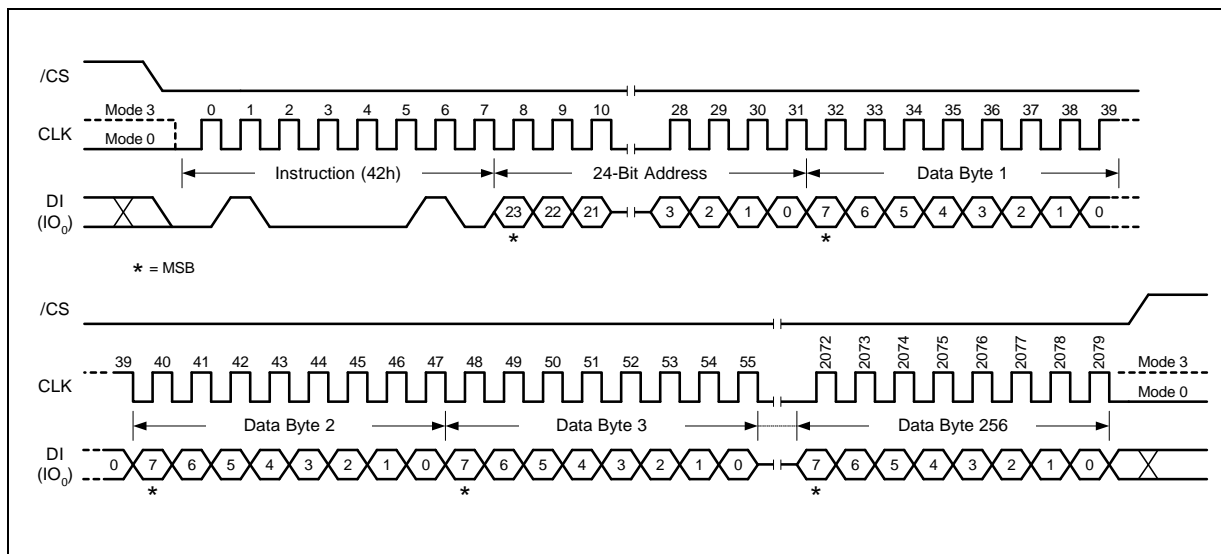 /CS
Mode 3 0 1 2 3 4 5 6 7 8 9 10 28 29 30 31 32 33 34 35 36 37 38 39
CLK
Mode 0
Instruction (42h) 24-Bit Address Data Byte 1
DI
(IO0) 23 22 21 3 2 1 0 7 6 5 4 3 2 1 0
* *
* = MSB
/CS
39 40 41 42 43 44 45 46 47 48 49 50 51 52 53 54 55 2072 2073 2074 2075 2076 2077 2078 2079 Mode 3
CLK
Mode 0
Data Byte 2 Data Byte 3 Data Byte 256
DI
(IO0) 0 7 6 5 4 3 2 1 0 7 6 5 4 3 2 1 0 7 6 5 4 3 2 1 0
* * *